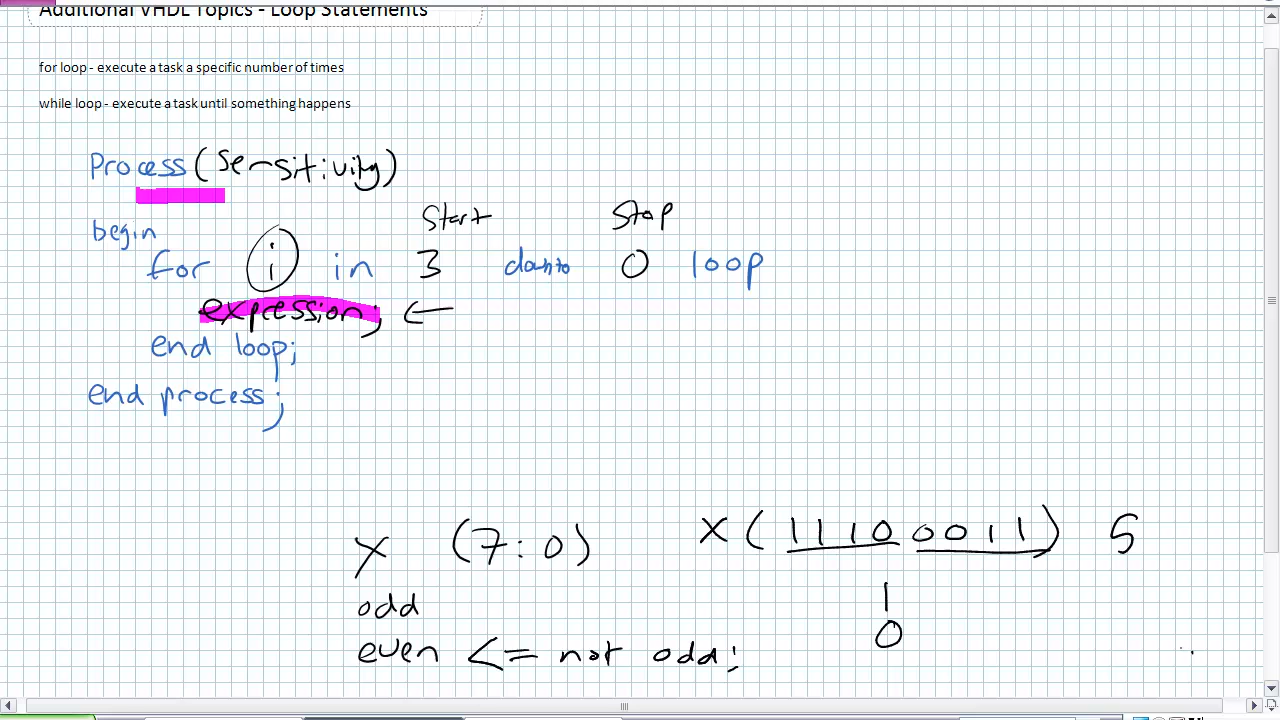 Additional VHDL Topics - Loop Statements
for loop - execute a task a specific number of times
while loop - execute a task until something happens
Process (Sensitivity)
Start Stop
begin
for i in 3 downto 0 loop
expression; ←
end loop;
end process;
X (7:0) X (11100011) 5
odd 1
even <= not odd; 0